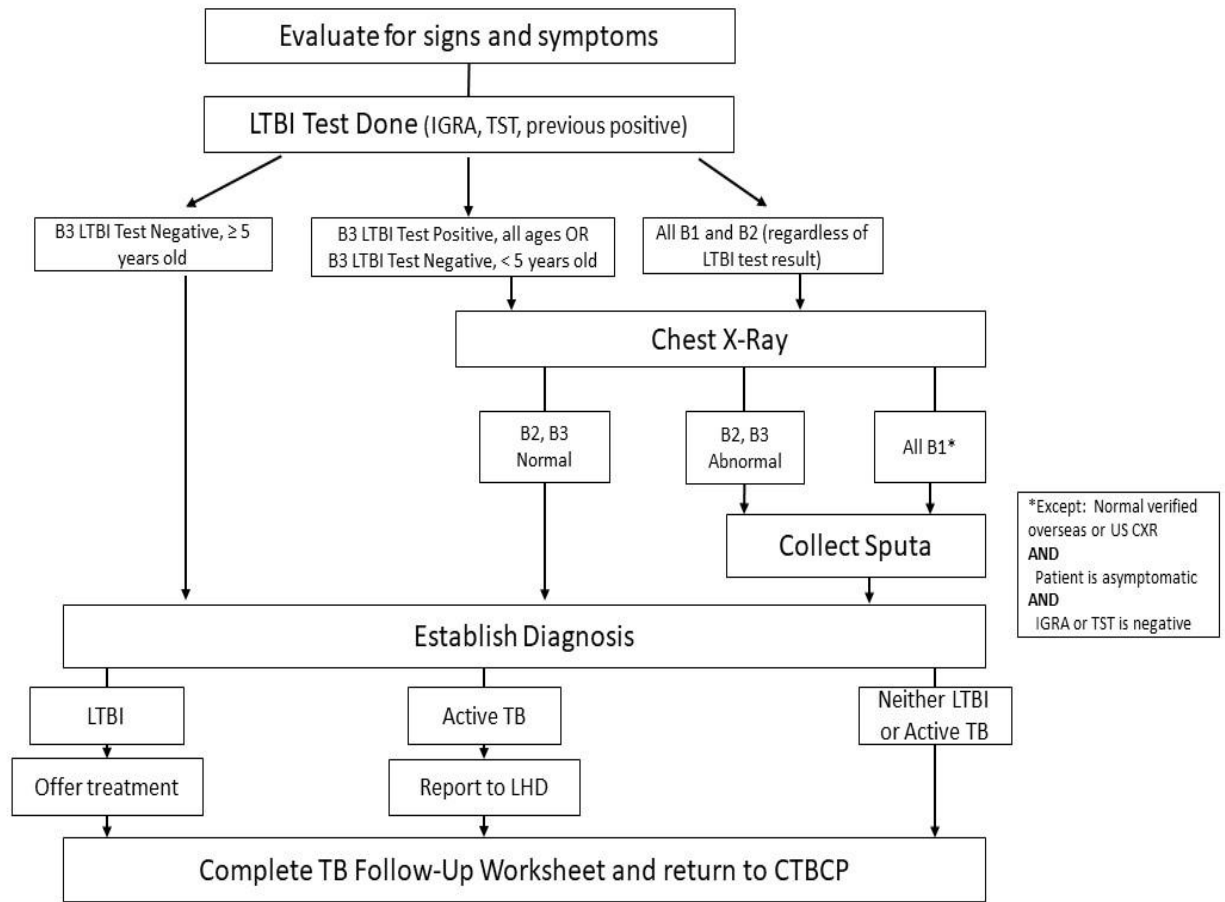 Evaluate for signs and symptoms
LTBI Test Done (IGRA, TST, previous positive)
B3 LTBI Test Negative, ≥ 5
years old
B3 LTBI Test Positive, all ages OR
B3 LTBI Test Negative, < 5 years old
All B1 and B2 (regardless of
LTBI test result)
Chest X-Ray
B2, B3
Normal
B2, B3
Abnormal
All B1*
*Except: Normal verified
overseas or US CXR
AND
Patient is asymptomatic
AND
IGRA or TST is negative
Collect Sputa
Establish Diagnosis
LTBI
Active TB
Neither LTBI
or Active TB
Offer treatment
Report to LHD
Complete TB Follow-Up Worksheet and return to CTBCP